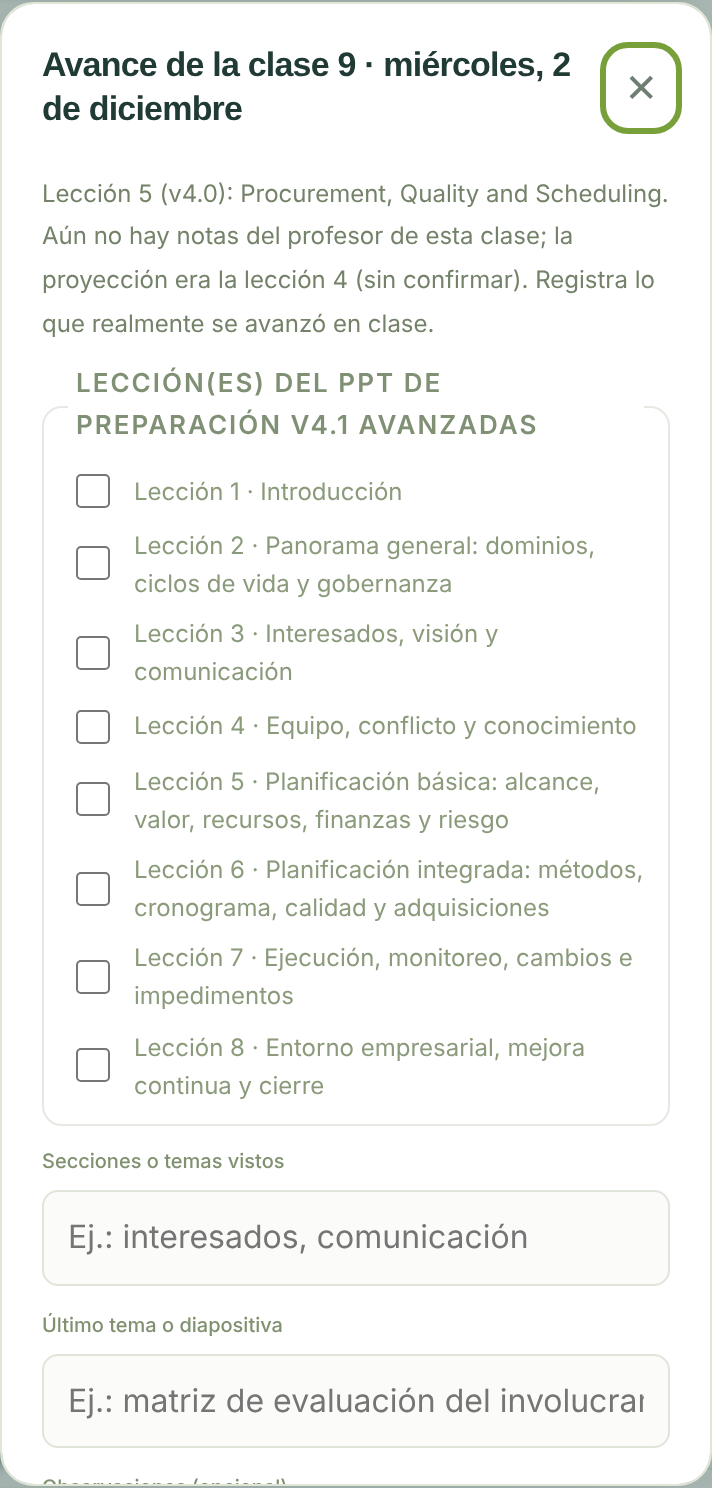 Avance de la clase 9 · miércoles, 2
de diciembre
Lección 5 (v4.0): Procurement, Quality and Scheduling.
Aún no hay notas del profesor de esta clase; la
proyección era la lección 4 (sin confirmar). Registra lo
que realmente se avanzó en clase.
LECCIÓN(ES) DEL PPT DE
PREPARACIÓN V4.1 AVANZADAS
Lección 1 · Introducción
Lección 2 · Panorama general: dominios,
ciclos de vida y gobernanza
Lección 3 · Interesados, visión y
comunicación
Lección 4 · Equipo, conflicto y conocimiento
Lección 5 · Planificación básica: alcance,
valor, recursos, finanzas y riesgo
Lección 6 · Planificación integrada: métodos,
cronograma, calidad y adquisiciones
Lección 7 · Ejecución, monitoreo, cambios e
impedimentos
Lección 8 · Entorno empresarial, mejora
continua y cierre
Secciones o temas vistos
Ej.: interesados, comunicación
Último tema o diapositiva
Ej.: matriz de evaluación del